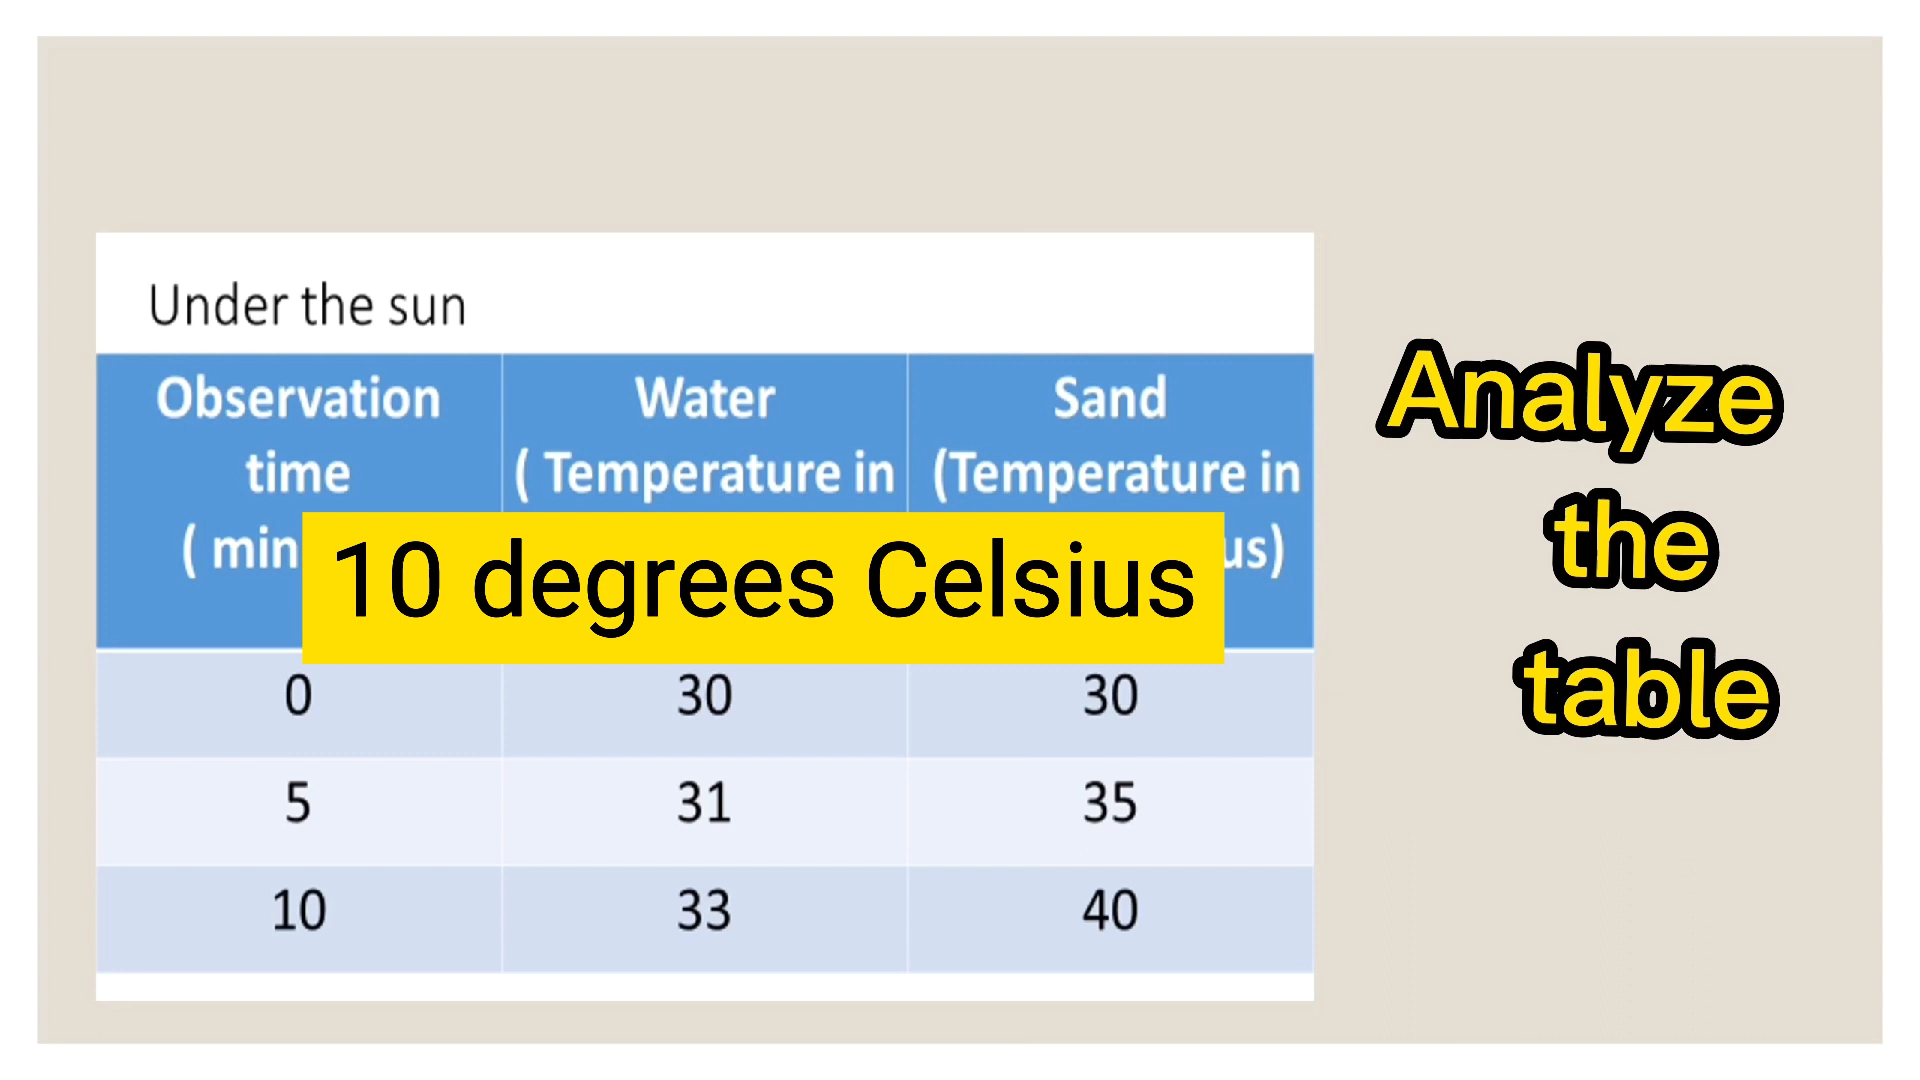 Under the sun
Observation time ( min
Water ( Temperature in
Sand (Temperature in us)
10 degrees Celsius
0 30 30
5 31 35
10 33 40
Analyze
the
table